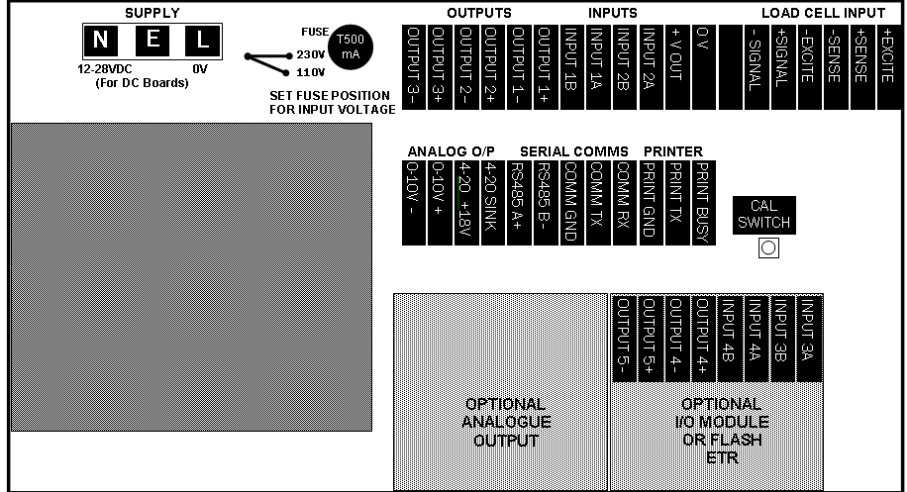 SUPPLY
N E L
12-28VDC 0V
(For DC Boards)
FUSE
T500
mA
230V
110V
SET FUSE POSITION
FOR INPUT VOLTAGE
OUTPUTS INPUTS LOAD CELL INPUT
OUTPUT 3-
OUTPUT 3+
OUTPUT 2-
OUTPUT 2+
OUTPUT 1-
OUTPUT 1+
INPUT 1B
INPUT 1A
INPUT 2B
INPUT 2A
+ VOUT
0 V
- SIGNAL
+SIGNAL
-EXCITE
-SENSE
+SENSE
+EXCITE
ANALOG O/P SERIAL COMMS PRINTER
0-10V -
0-10V +
4-20 +18V
4-20 SINK
RS485 A+
RS485 B-
COMM GND
COMM TX
COMM RX
PRINT GND
PRINT TX
PRINT BUSY
CAL
SWITCH
OUTPUT 5-
OUTPUT 5+
OUTPUT 4-
OUTPUT 4+
INPUT 4B
INPUT 4A
INPUT 3B
INPUT 3A
OPTIONAL
ANALOGUE
OUTPUT
OPTIONAL
I/O MODULE
OR FLASH
ETR